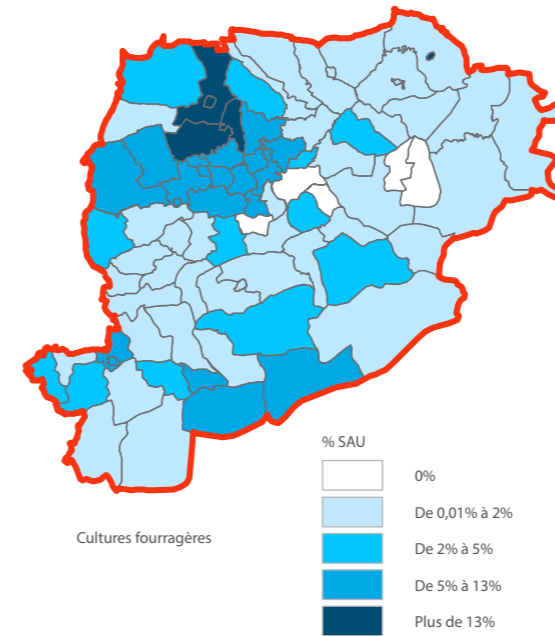 % SAU
0%
De 0,01% à 2%
Cultures fourragères
De 2% à 5%
De 5% à 13%
Plus de 13%